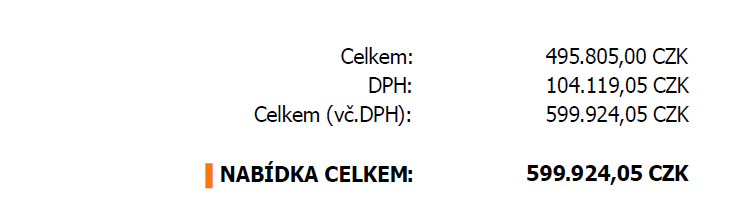 Celkem: 495.805,00 CZK
DPH: 104.119,05 CZK
Celkem (vč.DPH): 599.924,05 CZK
NABÍDKA CELKEM: 599.924,05 CZK